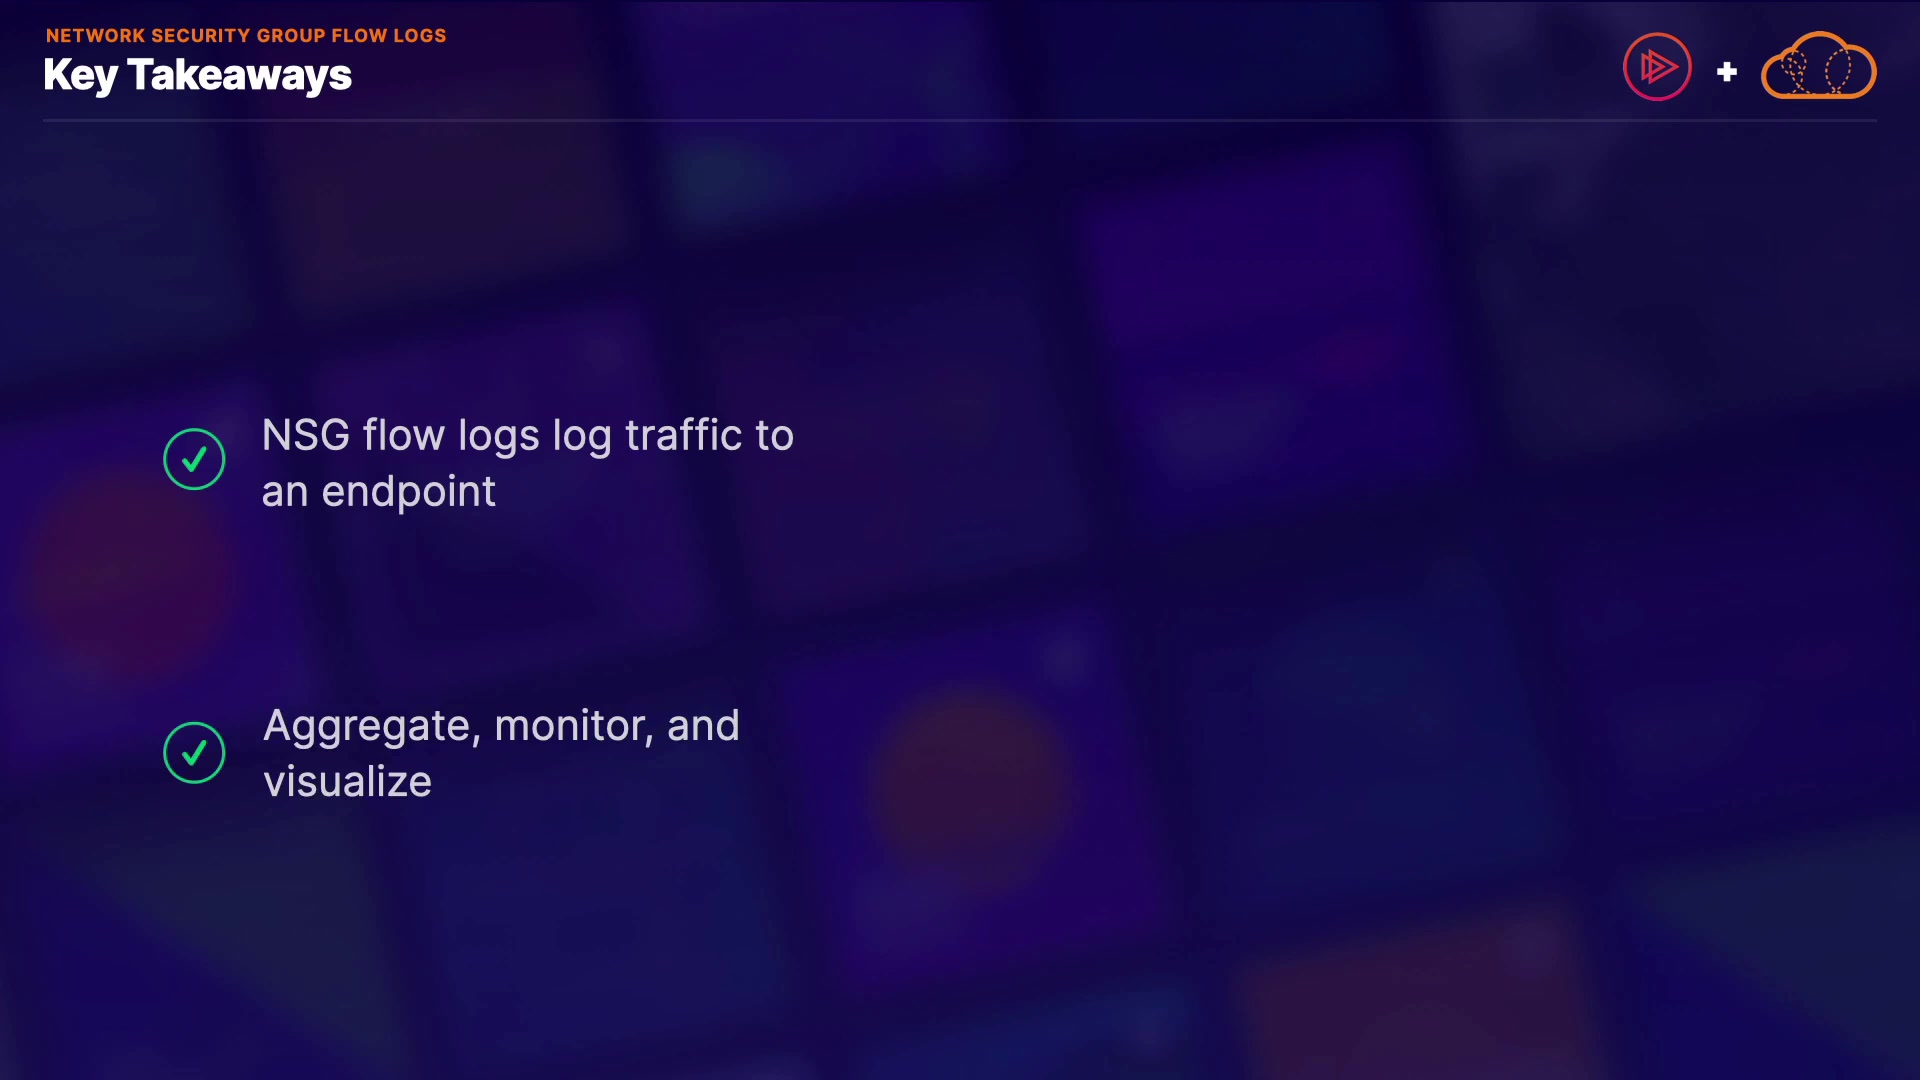 NETWORK SECURITY GROUP FLOW LOGS
Key Takeaways
NSG flow logs log traffic to
an endpoint
Aggregate, monitor, and
visualize